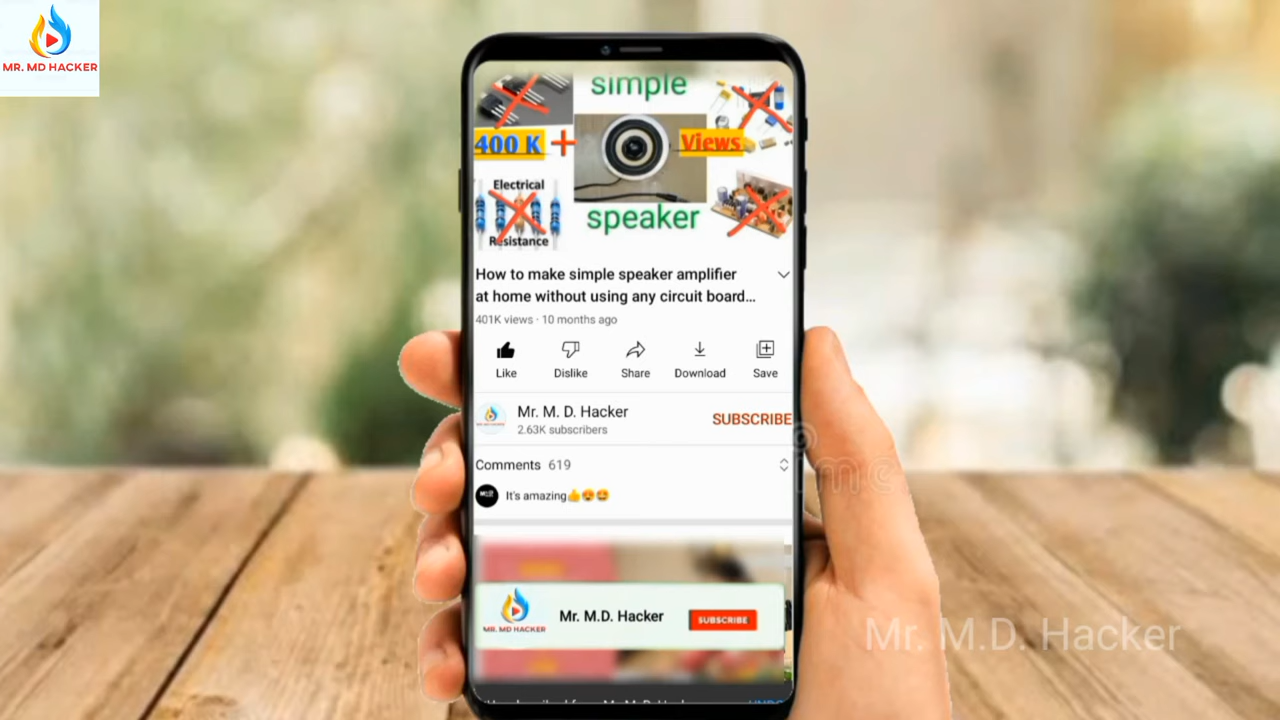 MR. MD HACKER
simple
400 K +
Views
Electrical
Resistance
speaker
How to make simple speaker amplifier
at home without using any circuit board...
401K views · 10 months ago
Like
Dislike
Share
Download
Save
Mr. M. D. Hacker
2.63K subscribers
SUBSCRIBE
Comments 619
It's amazing👍😍🤩
MR. MD HACKER
Mr. M.D. Hacker
SUBSCRIBE
Mr. M.D. Hacker